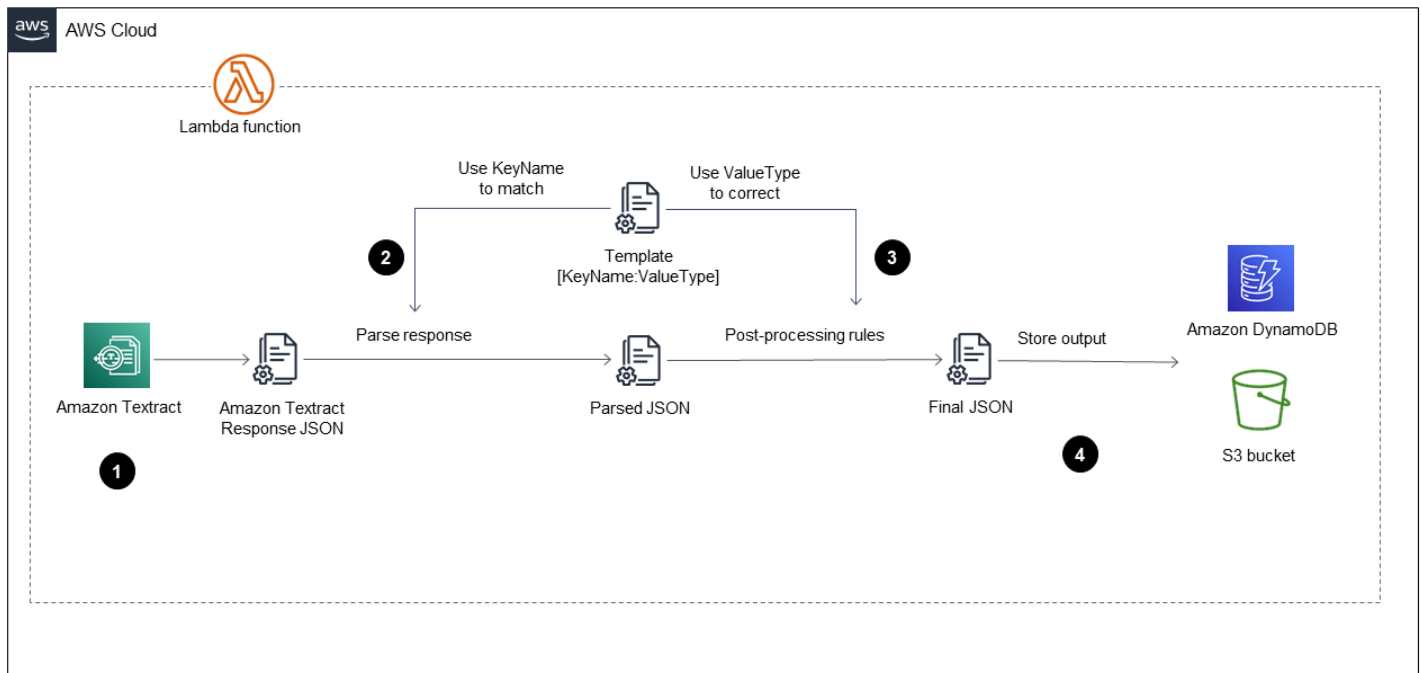 aws
AWS Cloud
Lambda function
Use KeyName
to match
Use ValueType
to correct
2
Template
[KeyName:ValueType]
3
Amazon DynamoDB
Parse response
Post-processing rules
Store output
Amazon Textract
Amazon Textract
Response JSON
Parsed JSON
Final JSON
1
4
S3 bucket